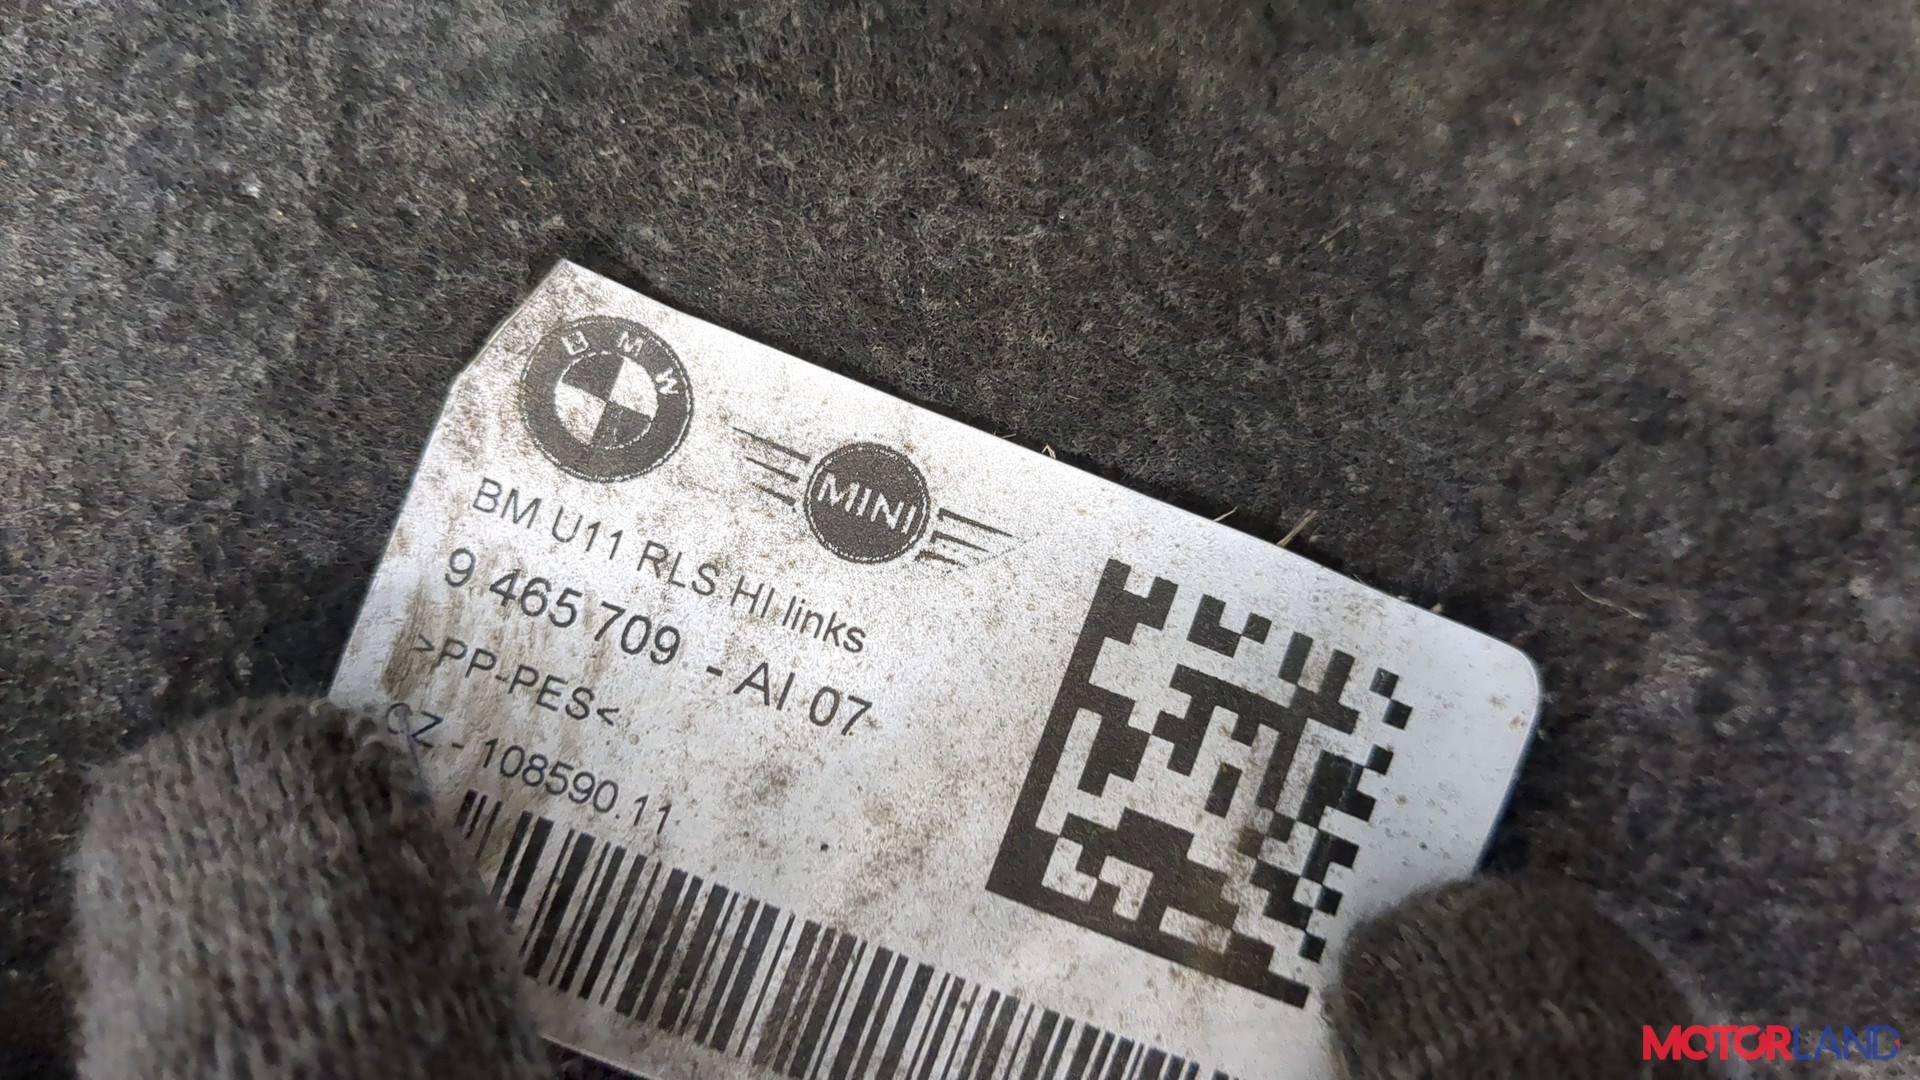 BMW
MINI
BM U11 RLS HI links
9 465 709 - AI 07
>PP-PES<
CZ - 108590.11
MOTORLAND